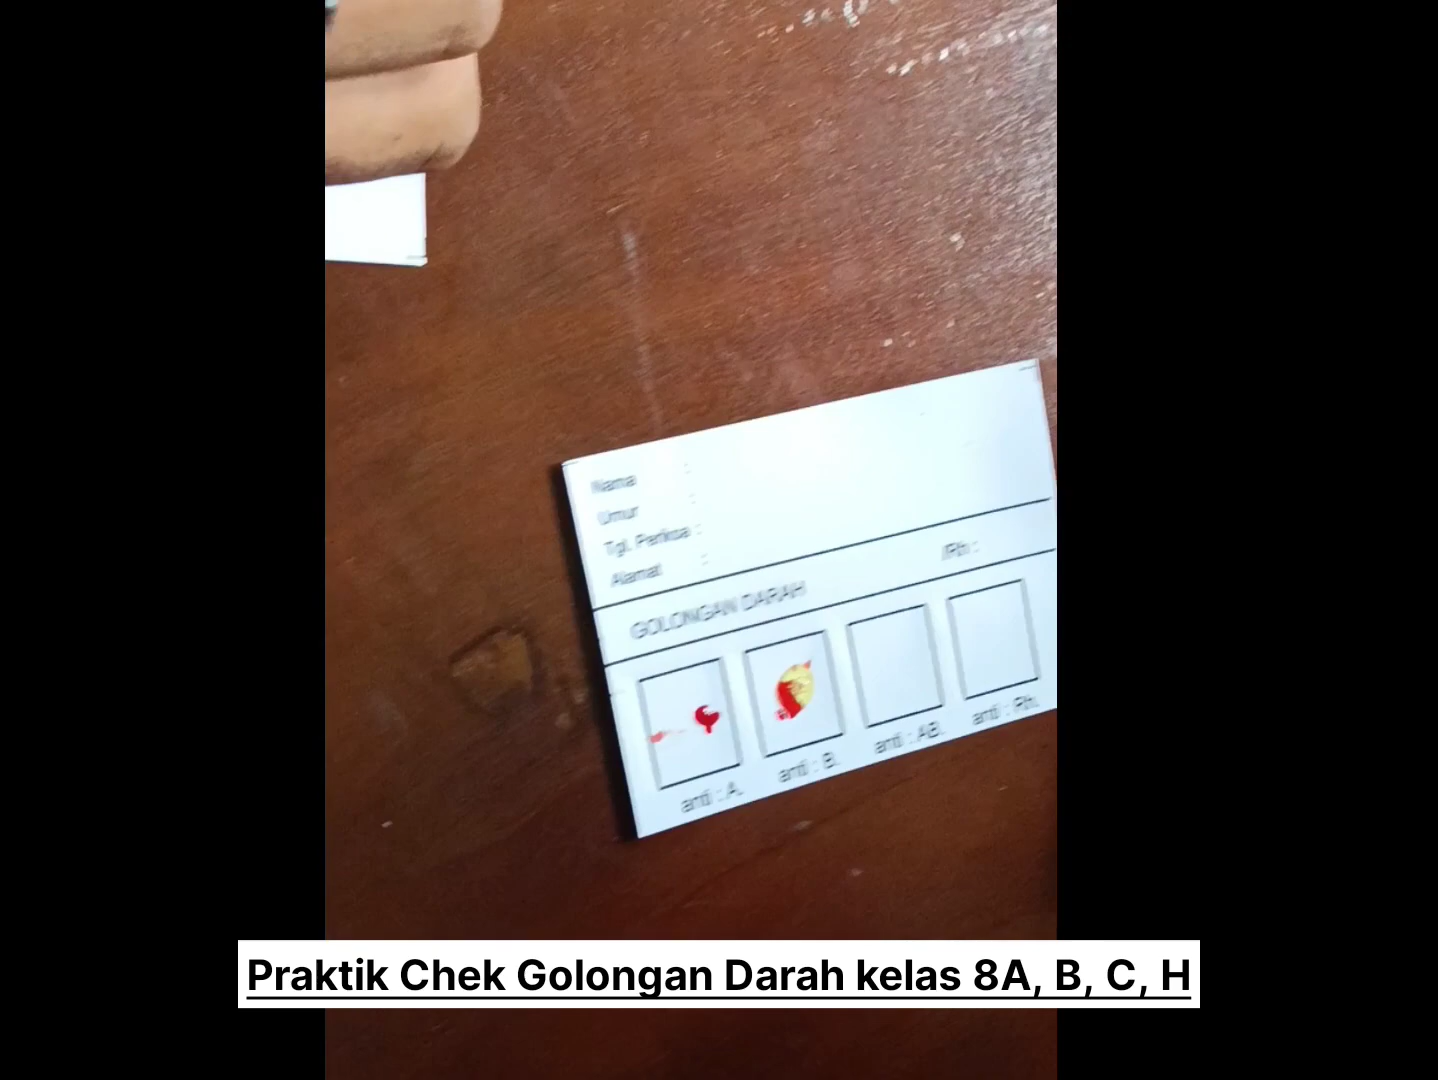 Nama :
Umur :
Tgl. Periksa :
Alamat :
GOLONGAN DARAH /Rh :
anti : A. anti : B. anti : AB. anti : Rh.
Praktik Chek Golongan Darah kelas 8A, B, C, H